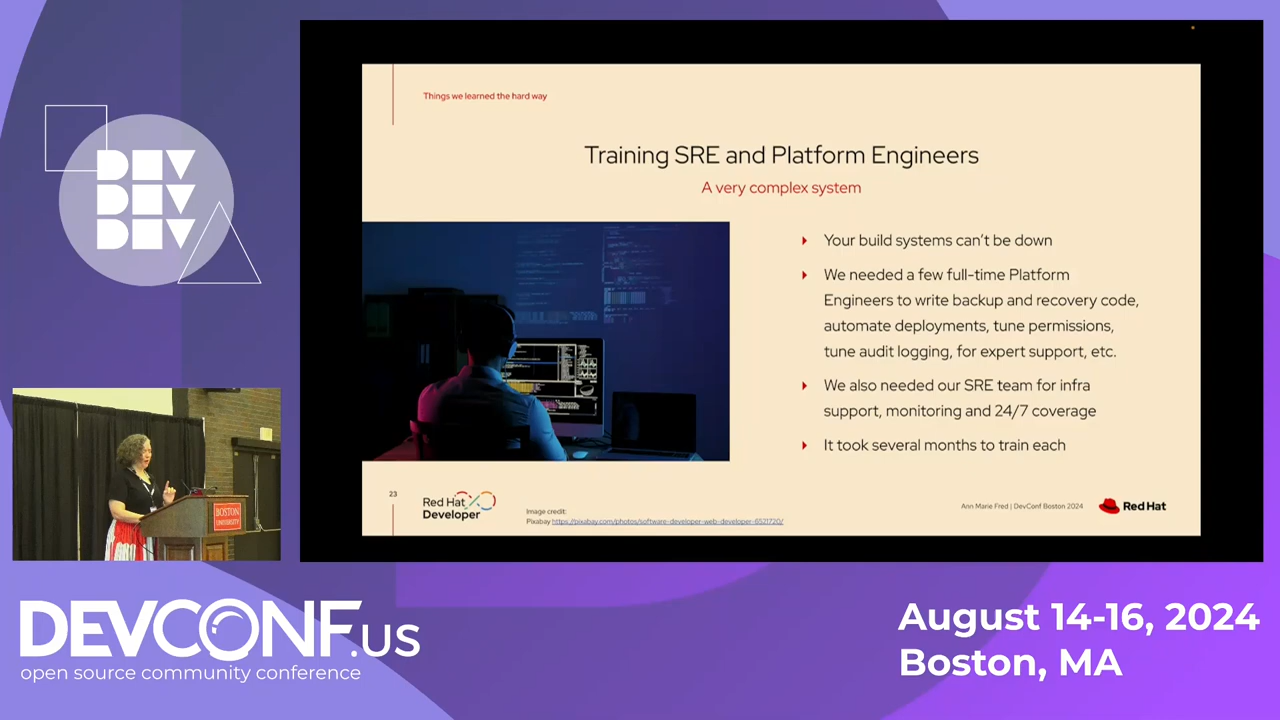 DEV
DEV
DEV
Things we learned the hard way
Training SRE and Platform Engineers
A very complex system
Your build systems can't be down
We needed a few full-time Platform
Engineers to write backup and recovery code,
automate deployments, tune permissions,
tune audit logging, for expert support, etc.
We also needed our SRE team for infra
support, monitoring and 24/7 coverage
It took several months to train each
23
Red Hat
Developer
Image credit:
Pixabay https://pixabay.com/photos/software-developer-web-developer-6521720/
Ann Marie Fred | DevConf Boston 2024
Red Hat
BOSTON
UNIVERSITY
DEVCONF.US
open source community conference
August 14-16, 2024
Boston, MA